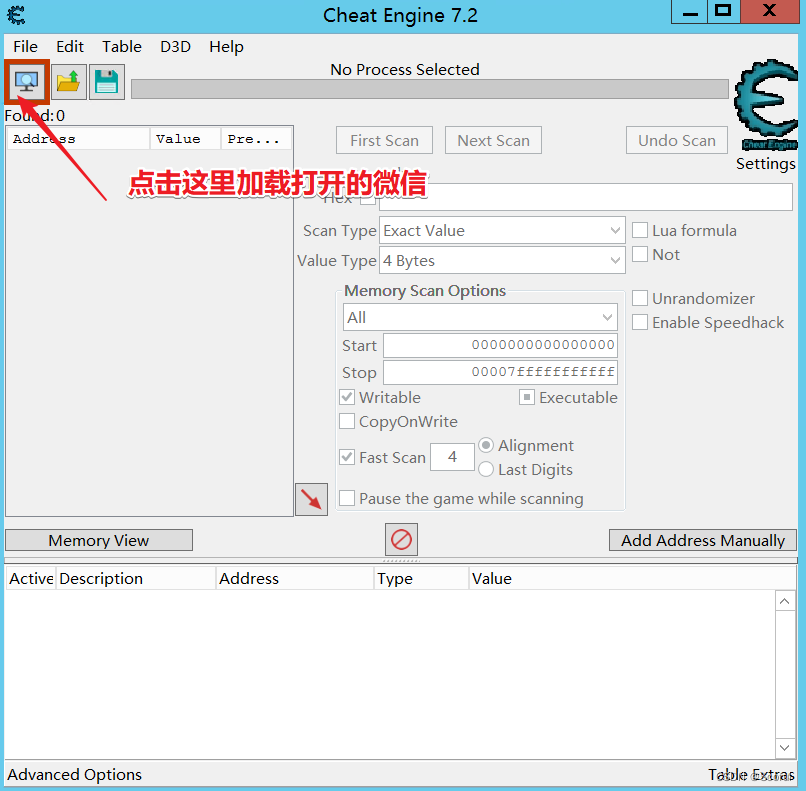 Cheat Engine 7.2
File Edit Table D3D Help
No Process Selected
Found: 0
Address Value Pre...
First Scan Next Scan Undo Scan
Cheat Engine
Settings
点击这里加载打开的微信
Hex
Scan Type Exact Value Lua formula
Value Type 4 Bytes Not
Memory Scan Options
All
Unrandomizer
Enable Speedhack
Start 0000000000000000
Stop 00007fffffffffff
Writable Executable
CopyOnWrite
Fast Scan 4 Alignment
Last Digits
Pause the game while scanning
Memory View Add Address Manually
Active Description Address Type Value
Advanced Options Table Extras